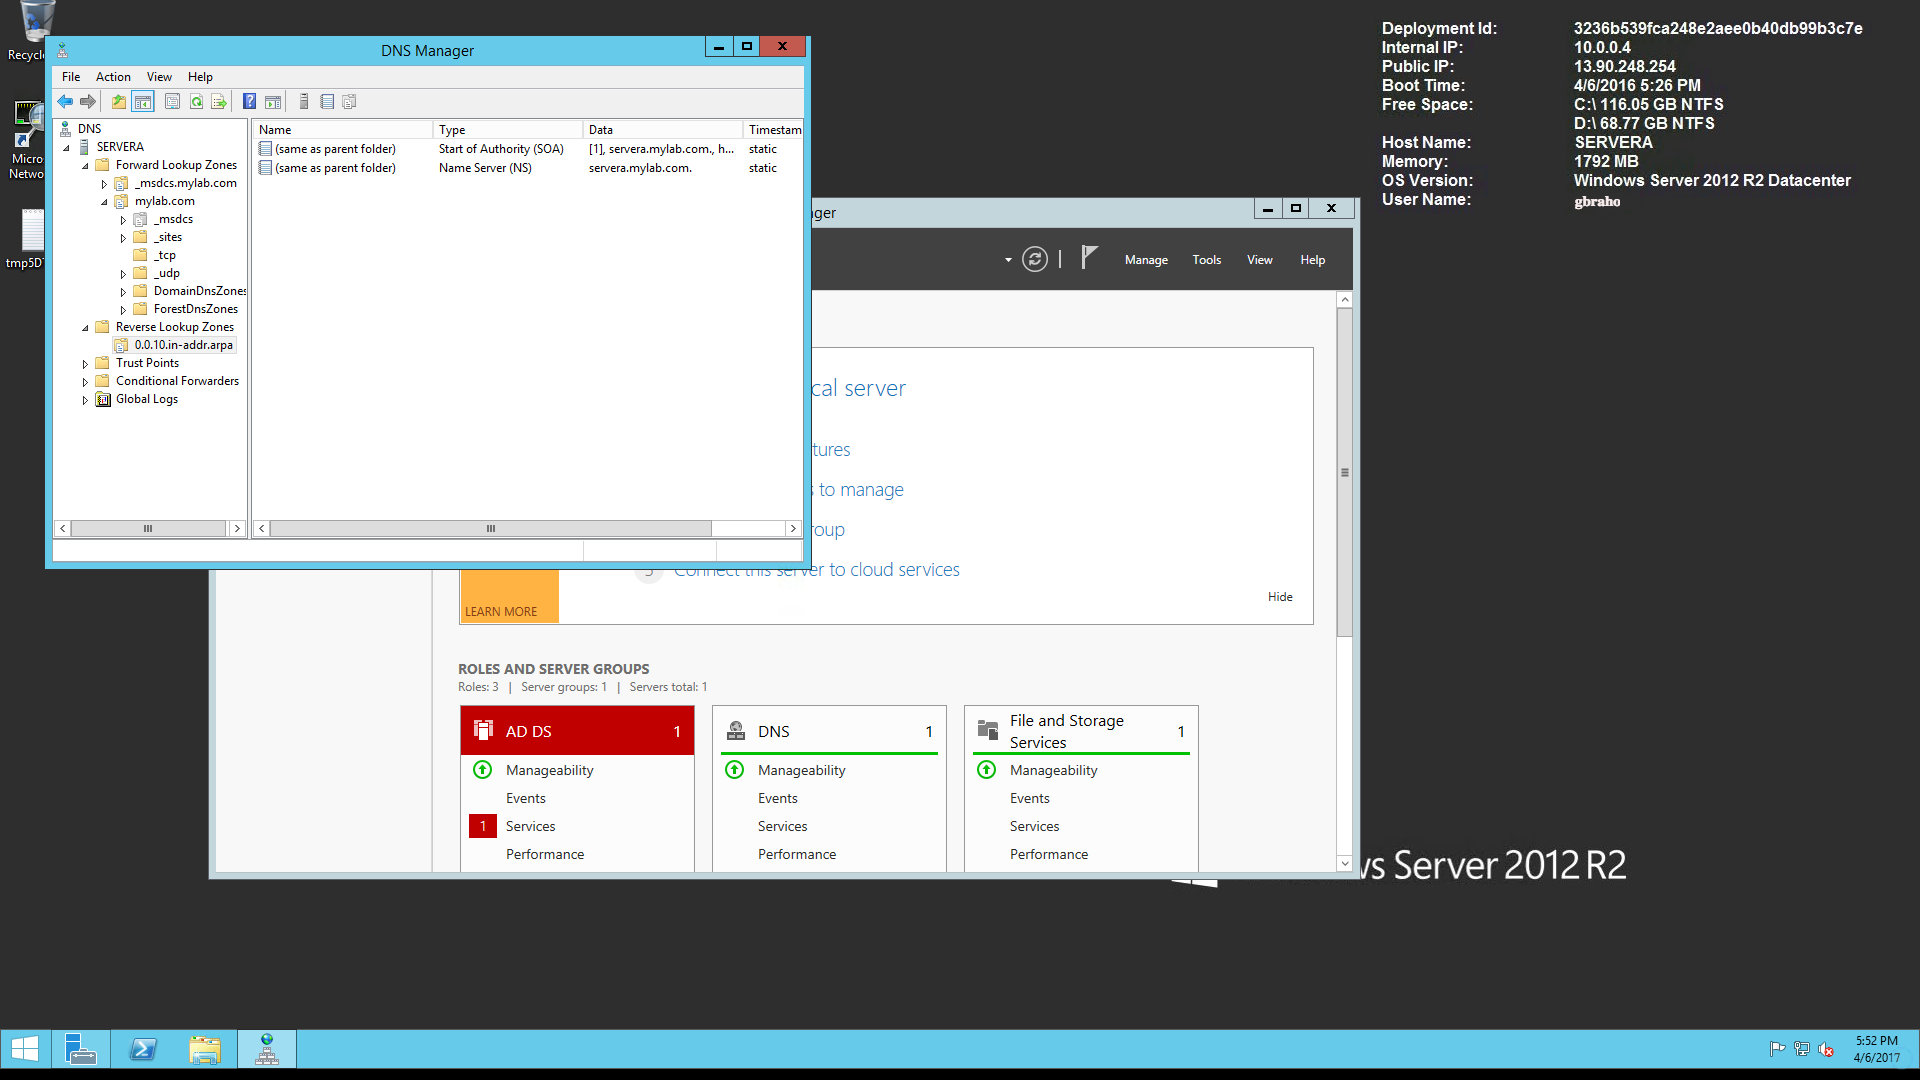 Recycl
Micro
Netwo
tmp5D
DNS Manager
File Action View Help
DNS
SERVERA
Forward Lookup Zones
_msdcs.mylab.com
mylab.com
_msdcs
_sites
_tcp
_udp
DomainDnsZones
ForestDnsZones
Reverse Lookup Zones
0.0.10.in-addr.arpa
Trust Points
Conditional Forwarders
Global Logs
Name Type Data Timestam
(same as parent folder) Start of Authority (SOA) [1], servera.mylab.com., h... static
(same as parent folder) Name Server (NS) servera.mylab.com. static
Deployment Id: 3236b539fca248e2aee0b40db99b3c7e
Internal IP: 10.0.0.4
Public IP: 13.90.248.254
Boot Time: 4/6/2016 5:26 PM
Free Space: C:\ 116.05 GB NTFS
D:\ 68.77 GB NTFS
Host Name: SERVERA
Memory: 1792 MB
OS Version: Windows Server 2012 R2 Datacenter
User Name: gbraho
ger
Manage Tools View Help
cal server
tures
s to manage
roup
5 Connect this server to cloud services
LEARN MORE
Hide
ROLES AND SERVER GROUPS
Roles: 3 | Server groups: 1 | Servers total: 1
AD DS 1
Manageability
Events
1 Services
Performance
DNS 1
Manageability
Events
Services
Performance
File and Storage
Services 1
Manageability
Events
Services
Performance
ws Server 2012 R2
5:52 PM
4/6/2017